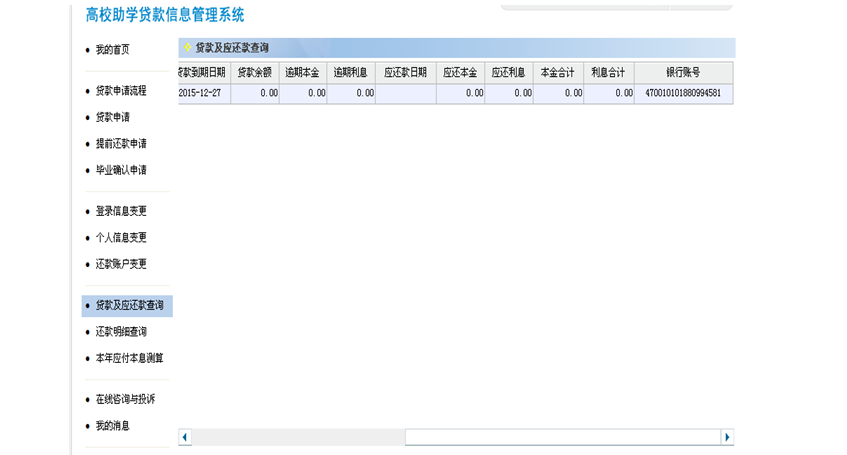 高校助学贷款信息管理系统
我的首页
贷款申请流程
贷款申请
提前还款申请
毕业确认申请
登录信息变更
个人信息变更
还款账户变更
贷款及应还款查询
还款明细查询
本年应付本息测算
在线咨询与投诉
我的消息
贷款及应还款查询
贷款到期日期 贷款余额 逾期本金 逾期利息 应还款日期 应还本金 应还利息 本金合计 利息合计 银行账号
2015-12-27 0.00 0.00 0.00 0.00 0.00 0.00 0.00 470010101880994581